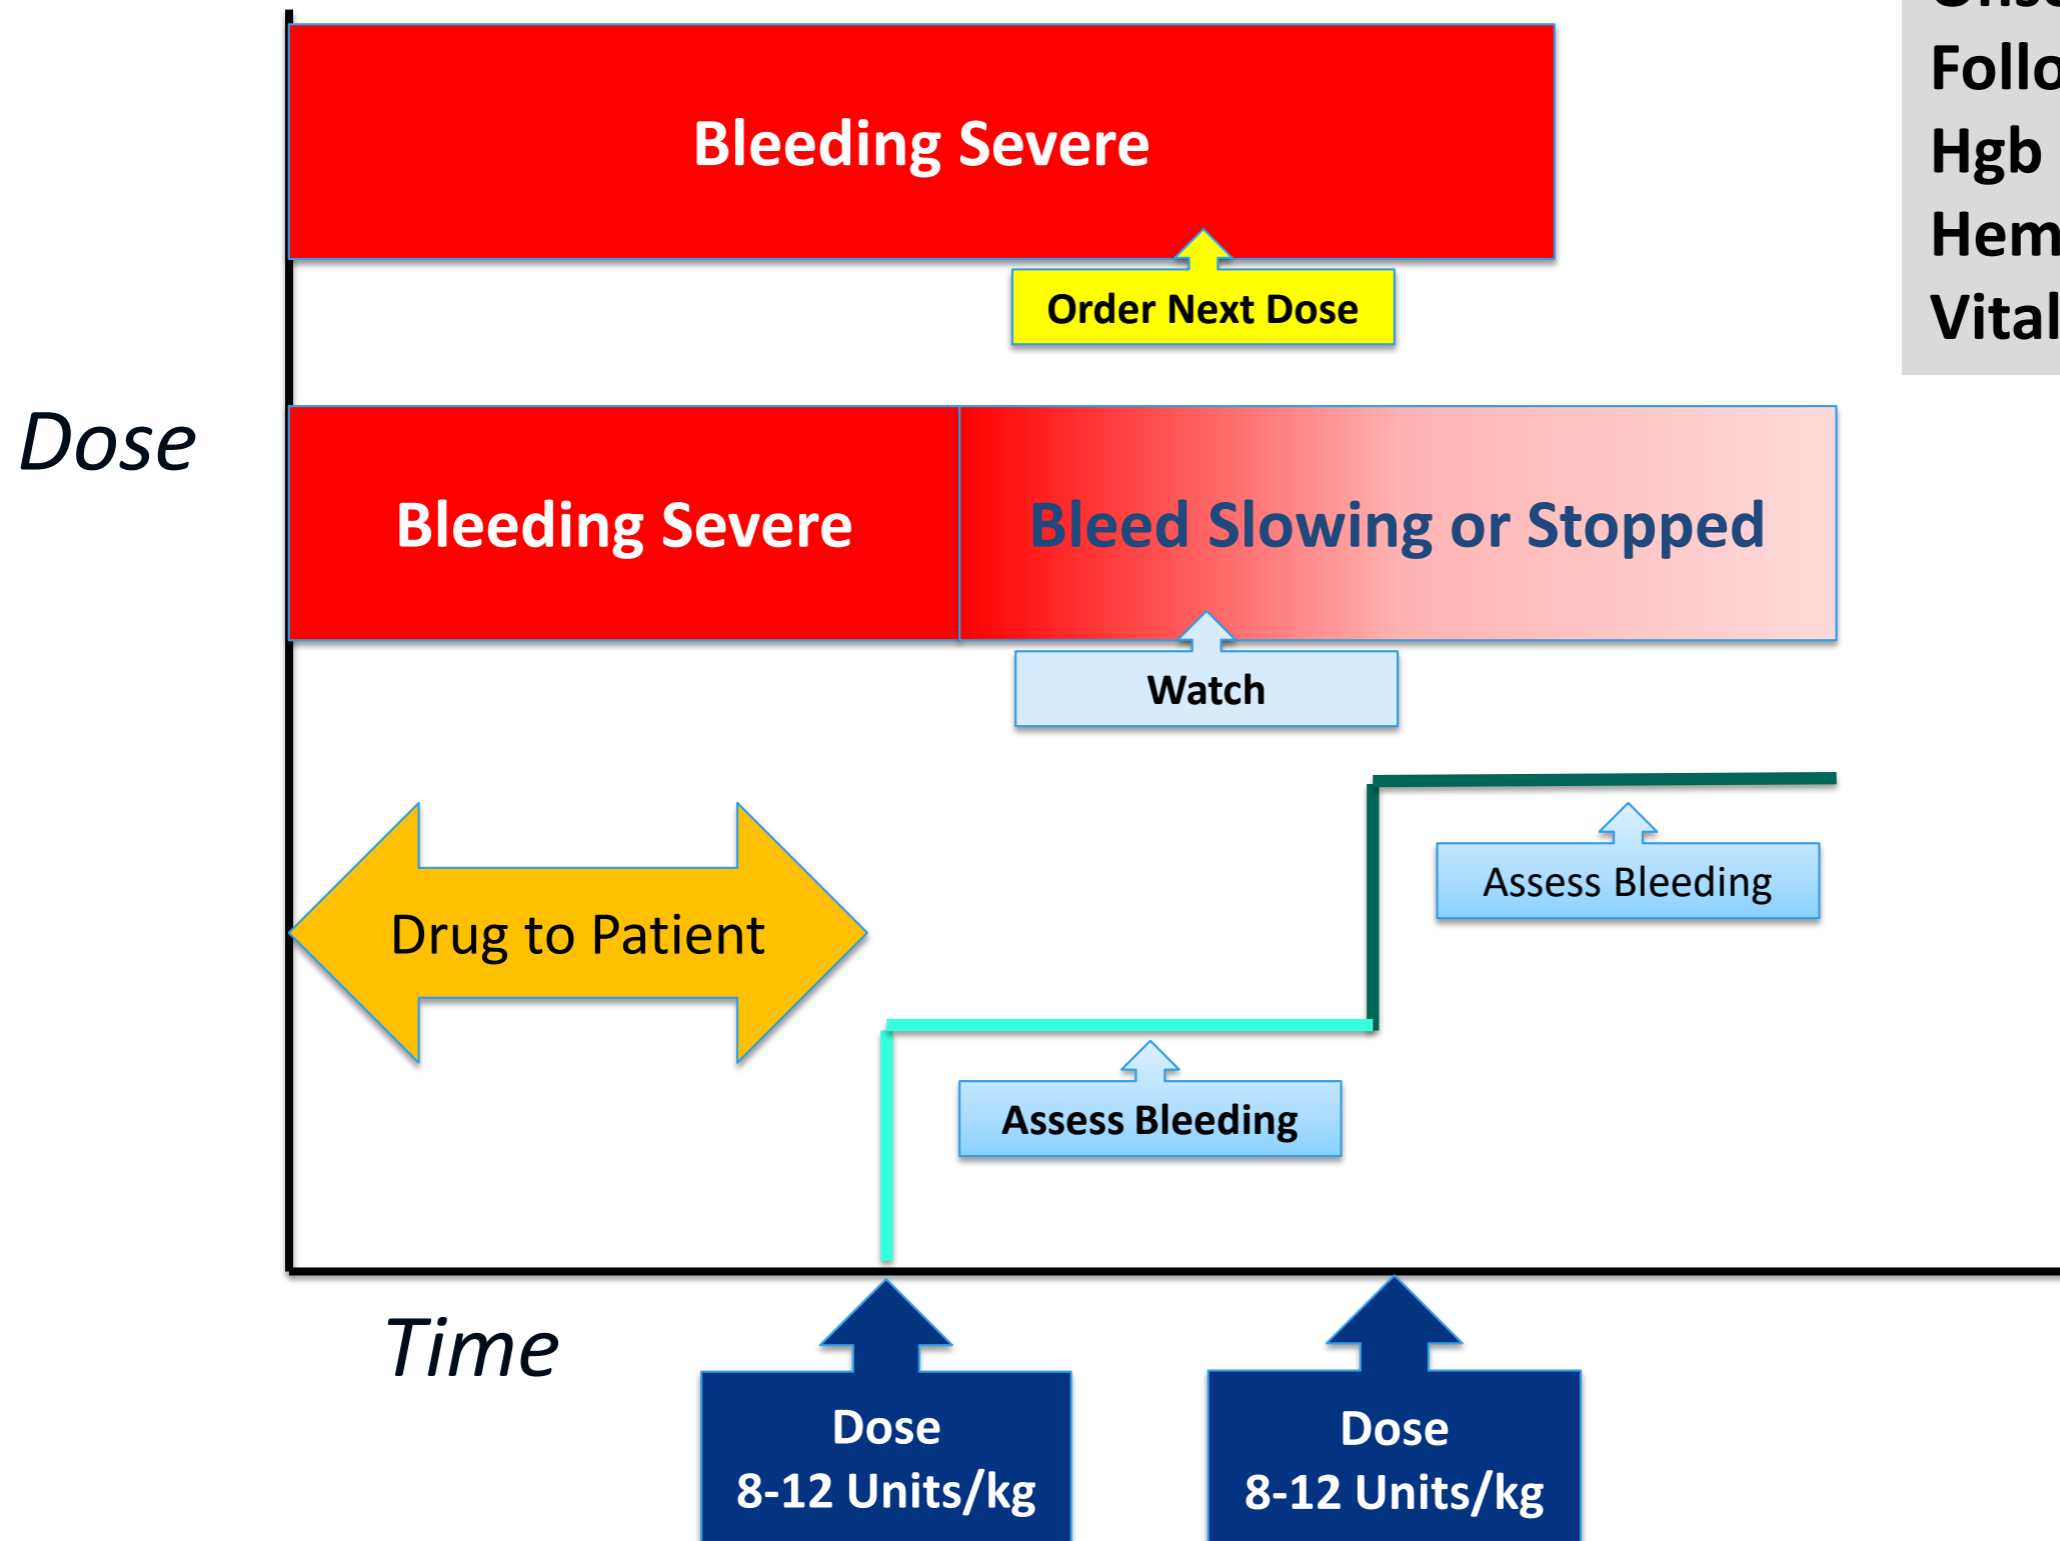 Bleeding Severe
Order Next Dose
Dose
Bleeding Severe
Bleed Slowing or Stopped
Watch
Drug to Patient
Assess Bleeding
Assess Bleeding
Time
Dose
8-12 Units/kg
Dose
8-12 Units/kg
Follo
Hgb
Hem
Vital